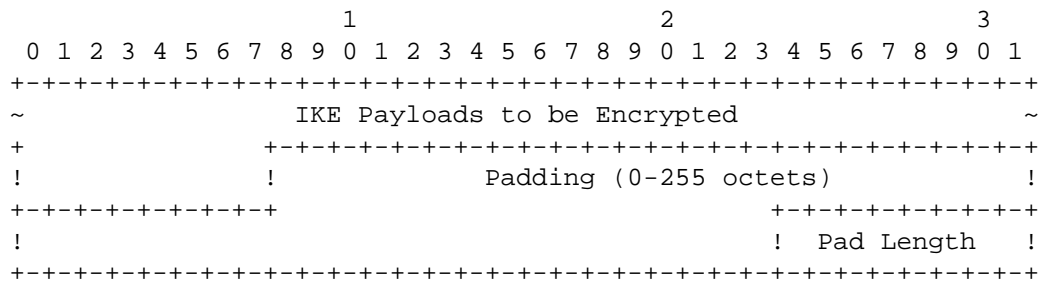 1                   2                   3
 0 1 2 3 4 5 6 7 8 9 0 1 2 3 4 5 6 7 8 9 0 1 2 3 4 5 6 7 8 9 0 1
+-+-+-+-+-+-+-+-+-+-+-+-+-+-+-+-+-+-+-+-+-+-+-+-+-+-+-+-+-+-+-+-+
~                 IKE Payloads to be Encrypted                  ~
+               +-+-+-+-+-+-+-+-+-+-+-+-+-+-+-+-+-+-+-+-+-+-+-+-+
!               !             Padding (0-255 octets)            !
+-+-+-+-+-+-+-+-+                               +-+-+-+-+-+-+-+-+
!                                               !  Pad Length   !
+-+-+-+-+-+-+-+-+-+-+-+-+-+-+-+-+-+-+-+-+-+-+-+-+-+-+-+-+-+-+-+-+